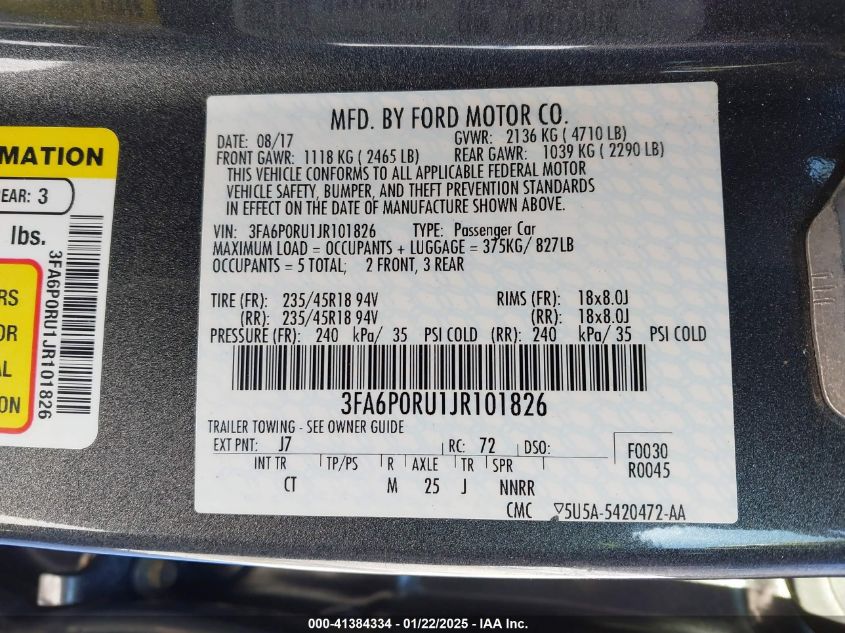 MFD. BY FORD MOTOR CO.
DATE: 08/17 GVWR: 2136 KG ( 4710 LB)
FRONT GAWR: 1118 KG ( 2465 LB) REAR GAWR: 1039 KG ( 2290 LB)
THIS VEHICLE CONFORMS TO ALL APPLICABLE FEDERAL MOTOR
VEHICLE SAFETY, BUMPER, AND THEFT PREVENTION STANDARDS
IN EFFECT ON THE DATE OF MANUFACTURE SHOWN ABOVE.
VIN: 3FA6P0RU1JR101826 TYPE: Passenger Car
MAXIMUM LOAD = OCCUPANTS + LUGGAGE = 375KG/ 827LB
OCCUPANTS = 5 TOTAL; 2 FRONT, 3 REAR
TIRE (FR): 235/45R18 94V RIMS (FR): 18x8.0J
(RR): 235/45R18 94V (RR): 18x8.0J
PRESSURE (FR): 240 kPa/ 35 PSI COLD (RR): 240 kPa/ 35 PSI COLD
3FA6P0RU1JR101826
TRAILER TOWING - SEE OWNER GUIDE
EXT PNT: J7 RC: 72 DSO: F0030
R0045
INT TR TP/PS R AXLE TR SPR
CT M 25 J NNRR
CMC ▽5U5A-5420472-AA
MATION
EAR: 3
lbs.
RS
OR
AL
3FA6P0RU1JR101826
000-41384334 - 01/22/2025 - IAA Inc.